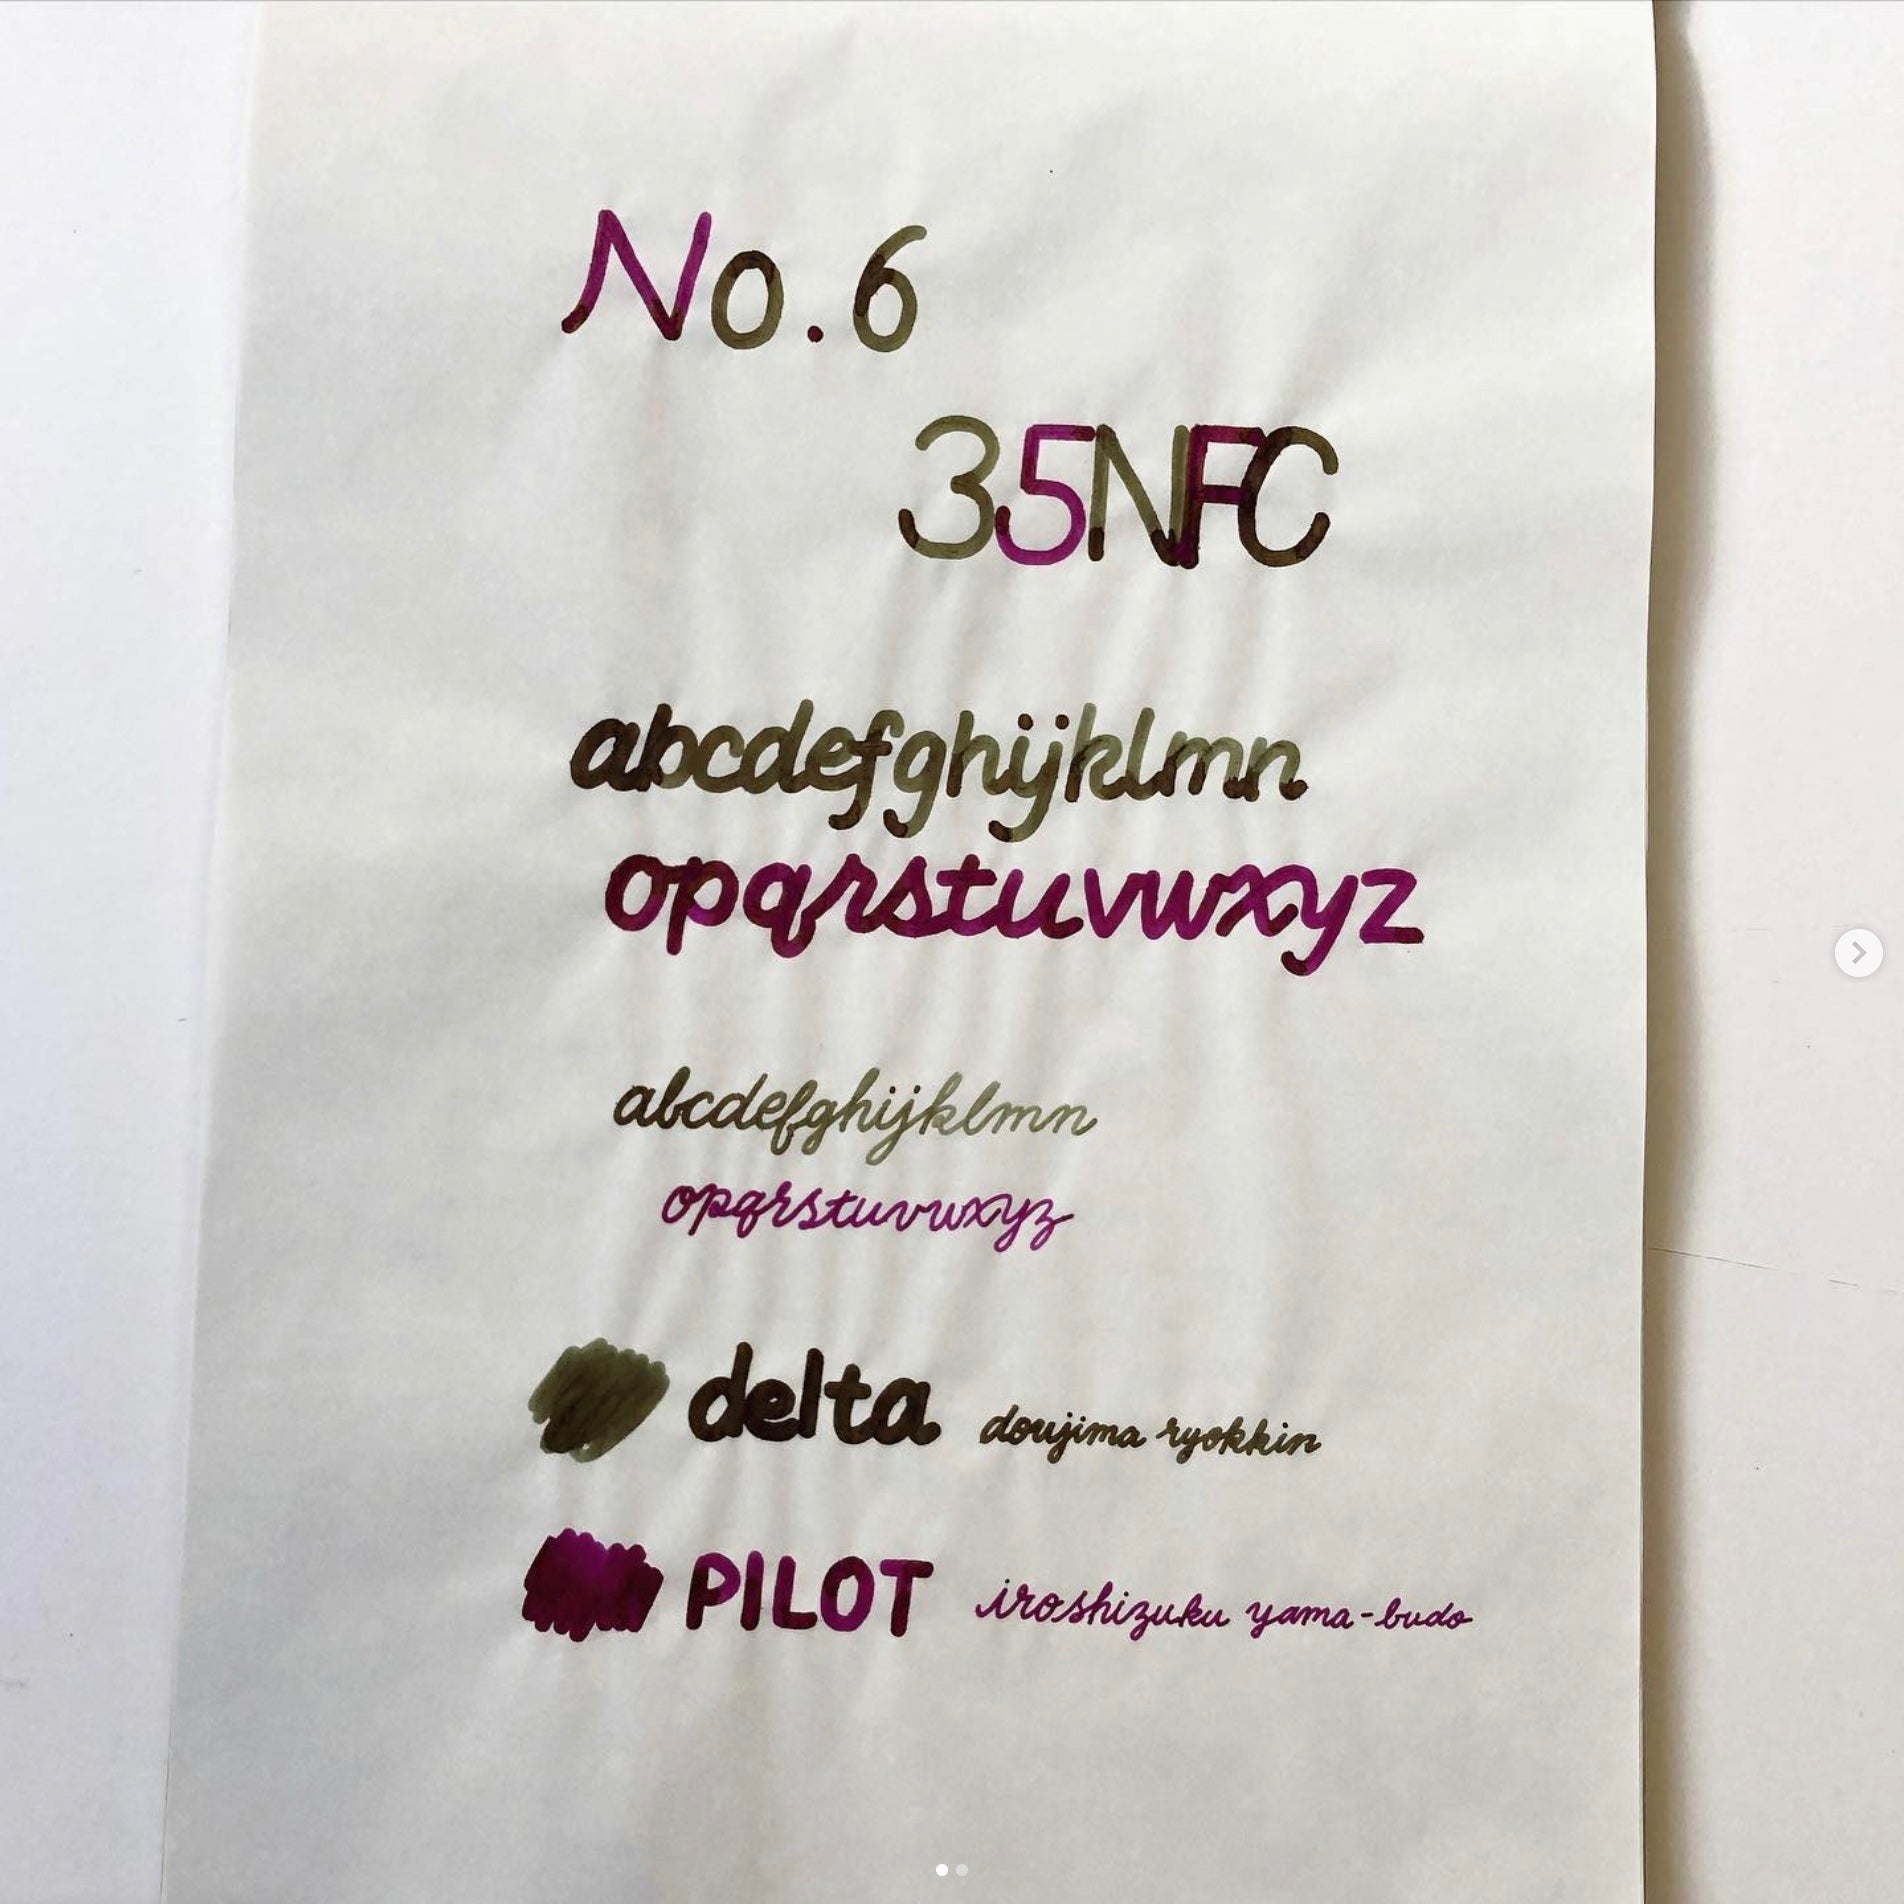 No.6
35NFC
abcdefghijklmn
opqrstuvwxyz
abcdefghijklmn
opqrstuvwxyz
delta doujima ryokkin
PILOT iroshizuku yama-budo